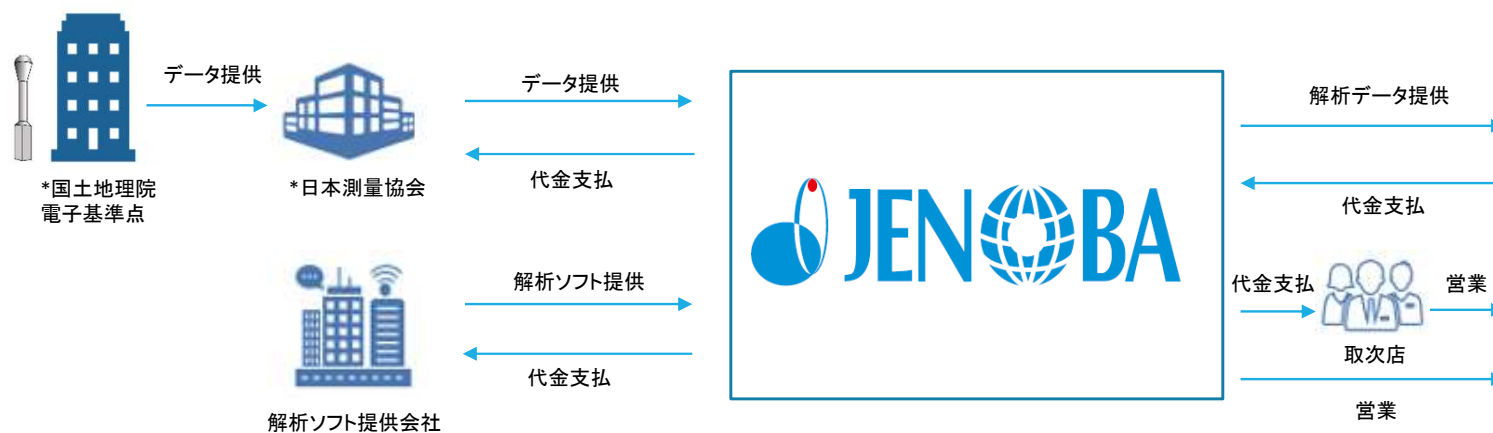 データ提供
*国土地理院
電子基準点
*日本測量協会
データ提供
代金支払
解析ソフト提供
代金支払
解析ソフト提供会社
JENOBA
解析データ提供
代金支払
代金支払
営業
取次店
営業